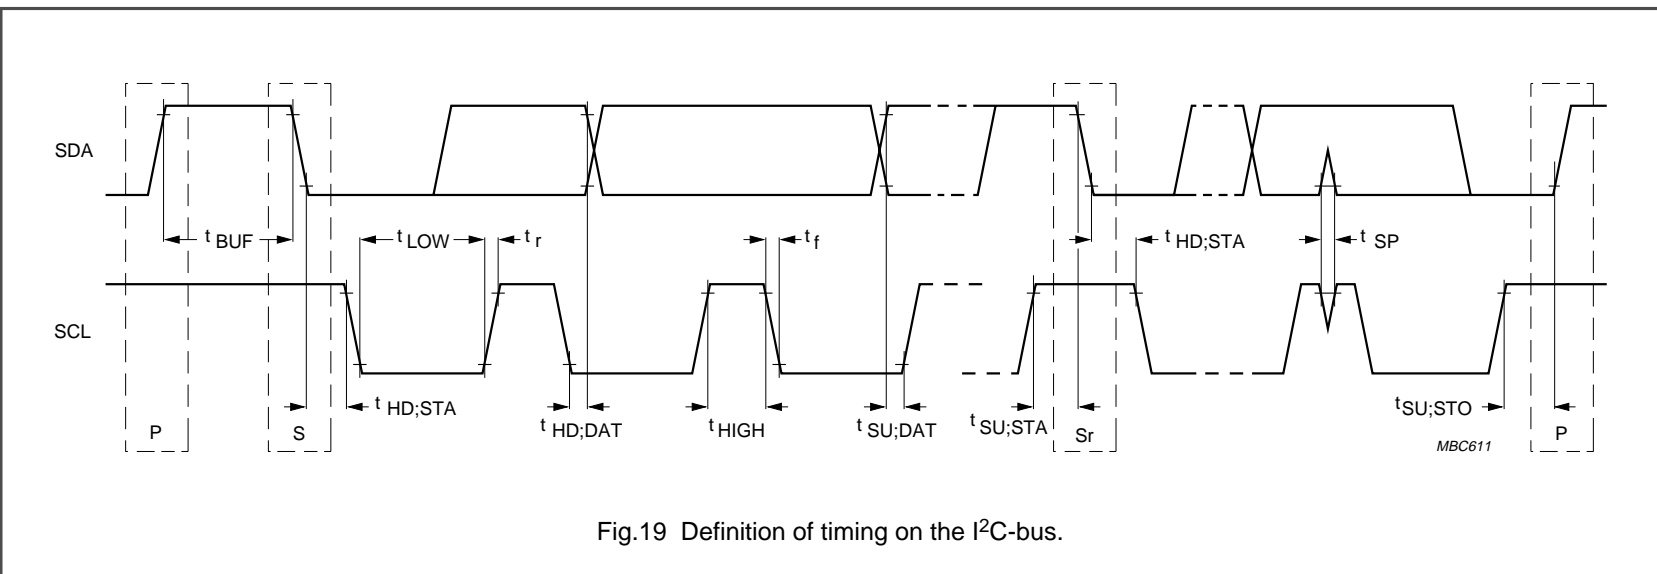 SDA
t BUF
t LOW
t r
t f
t HD;STA
t SP
SCL
t HD;STA
t HD;DAT
t HIGH
t SU;DAT
t SU;STA
t SU;STO
P
S
Sr
MBC611
P
Fig.19 Definition of timing on the I2C-bus.